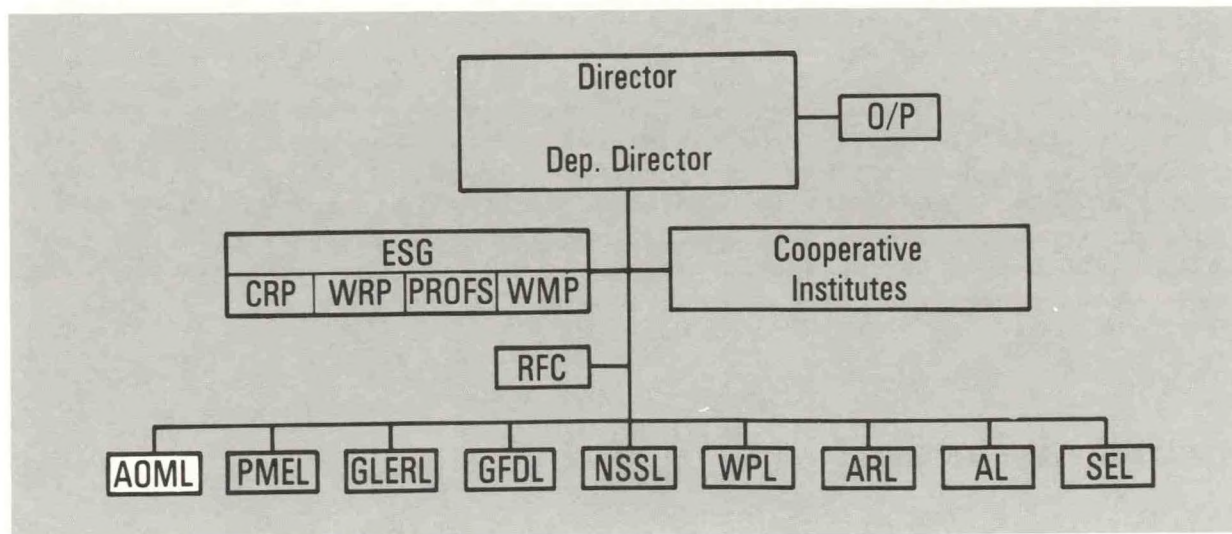 Director
O/P
Dep. Director
ESG
CRP WRP PROFS WMP
Cooperative
Institutes
RFC
AOML PMEL GLERL GFDL NSSL WPL ARL AL SEL